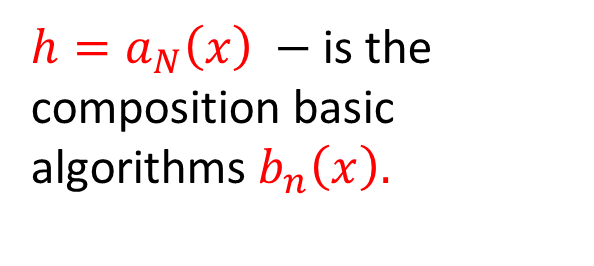 h = a_N(x) – is the
composition basic
algorithms b_n(x).